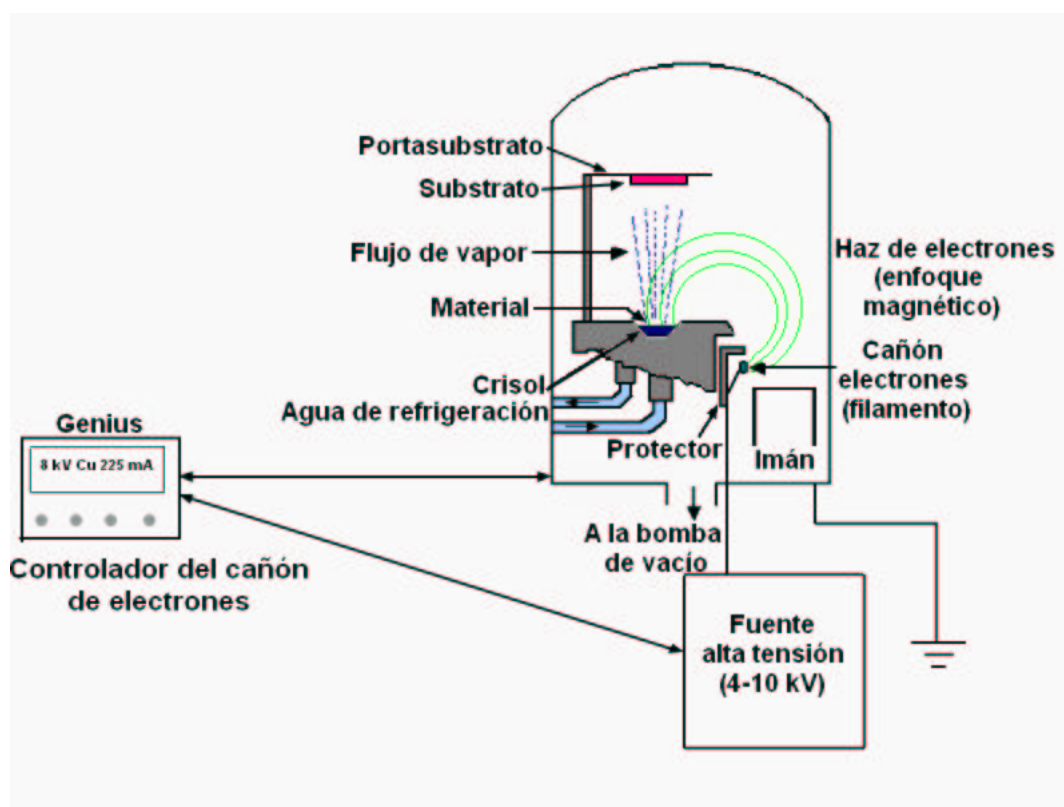 Portasubstrato
Substrato
Flujo de vapor
Material
Crisol
Agua de refrigeración
Haz de electrones
(enfoque
magnético)
Cañón
electrones
(filamento)
Protector
Imán
Genius
8 kV Cu 225 mA
Controlador del cañón
de electrones
A la bomba
de vacío
Fuente
alta tensión
(4-10 kV)